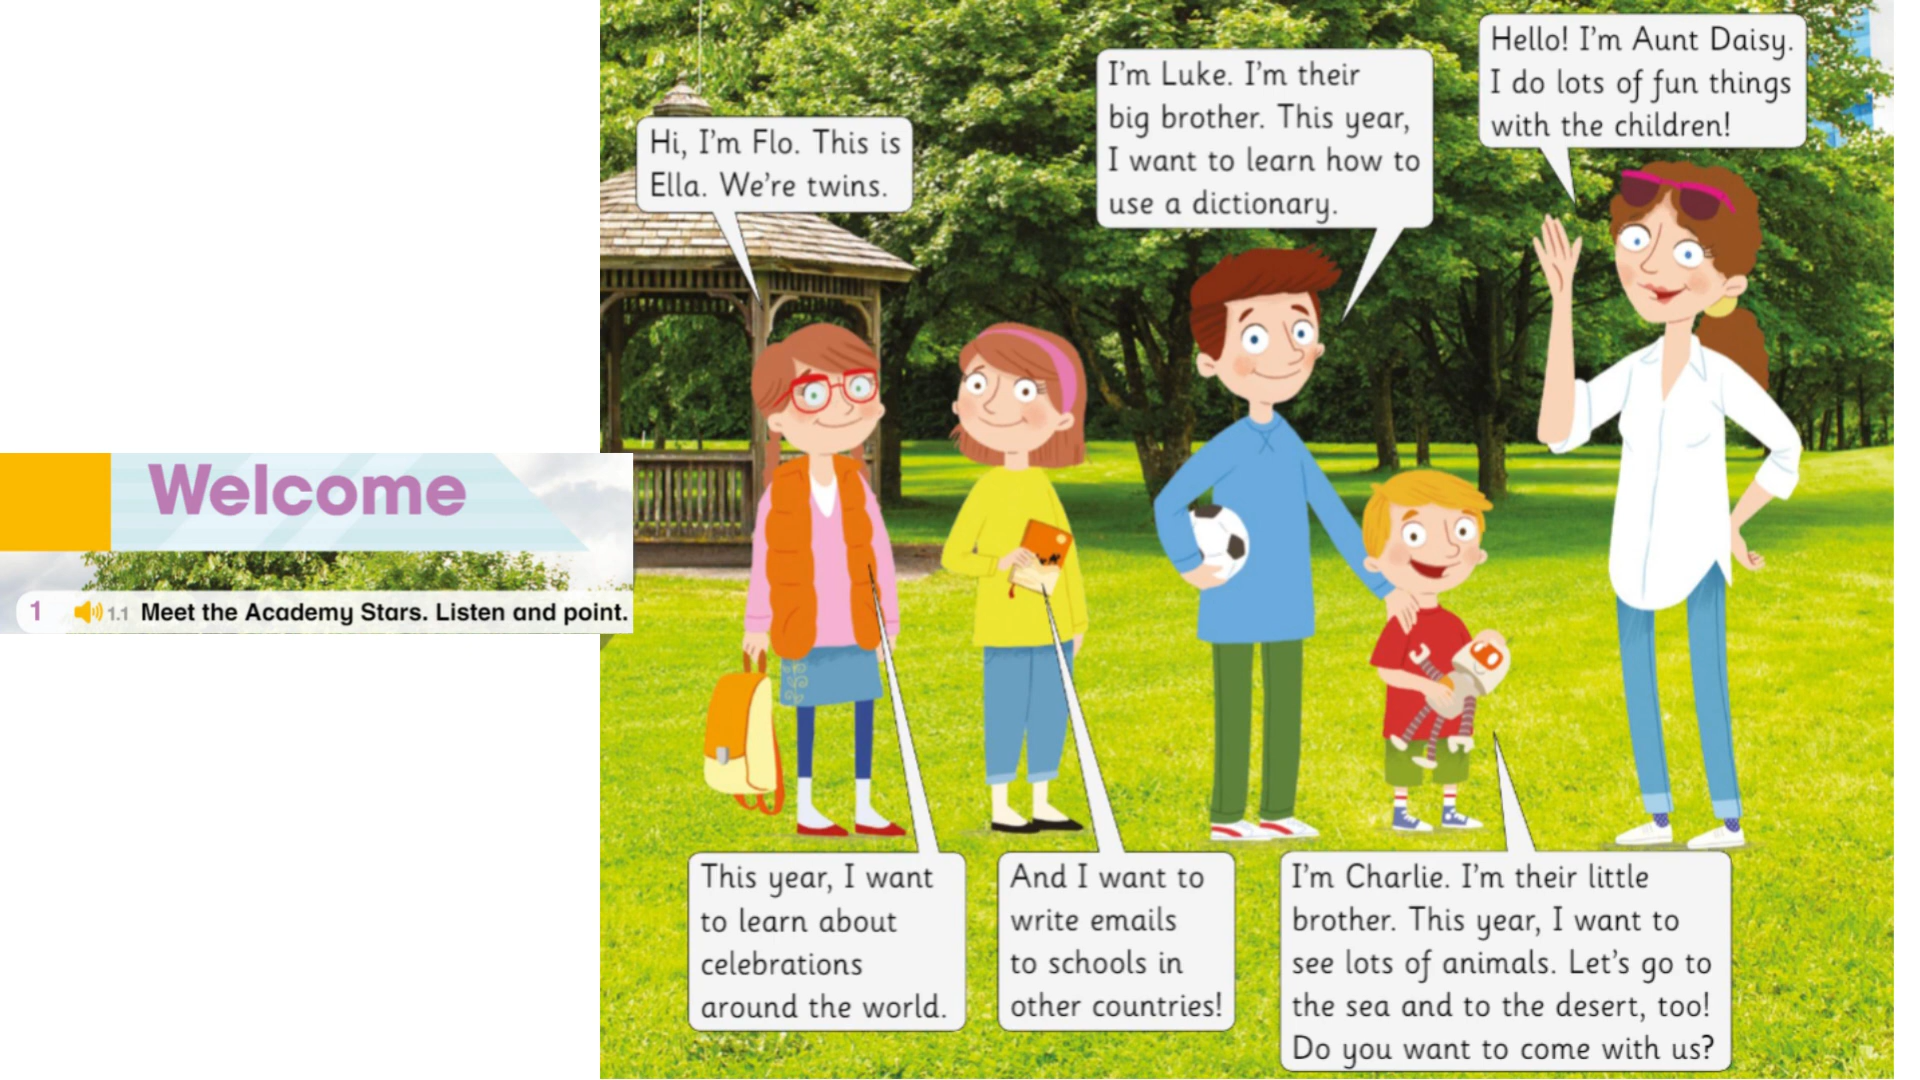 Welcome
1 1.1 Meet the Academy Stars. Listen and point.
Hi, I'm Flo. This is
Ella. We're twins.
I'm Luke. I'm their
big brother. This year,
I want to learn how to
use a dictionary.
Hello! I'm Aunt Daisy.
I do lots of fun things
with the children!
This year, I want
to learn about
celebrations
around the world.
And I want to
write emails
to schools in
other countries!
I'm Charlie. I'm their little
brother. This year, I want to
see lots of animals. Let's go to
the sea and to the desert, too!
Do you want to come with us?